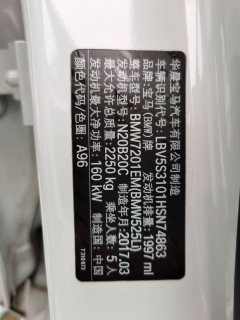 华晨宝马汽车有限公司制造
车辆识别代号: LBV5S3101HSM74863
品牌: 宝马(BMW)牌 发动机排量: 1997 ml
整车型号: BMW7201EMI(BMW525Li)
发动机型号: N20B20C 制造年月: 2017.03
最大允许总质量: 2250 kg 乘坐人数: 5 人
发动机最大净功率: 160 kW 制造国: 中国
颜色代码/色圈: A96